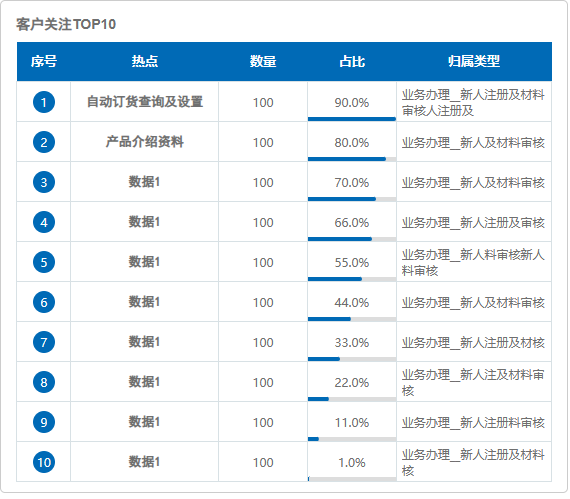 客户关注TOP10
序号 热点 数量 占比 归属类型
1 自动订货查询及设置 100 90.0% 业务办理__新人注册及材料
审核人注册及
2 产品介绍资料 100 80.0% 业务办理__新人及材料审核
3 数据1 100 70.0% 业务办理__新人及材料审核
4 数据1 100 66.0% 业务办理__新人注册及审核
5 数据1 100 55.0% 业务办理__新人料审核新人
料审核
6 数据1 100 44.0% 业务办理__新人及材料审核
7 数据1 100 33.0% 业务办理__新人注册及材核
8 数据1 100 22.0% 业务办理__新人注及材料审
核
9 数据1 100 11.0% 业务办理__新人注册料审核
10 数据1 100 1.0% 业务办理__新人注册及材料
核